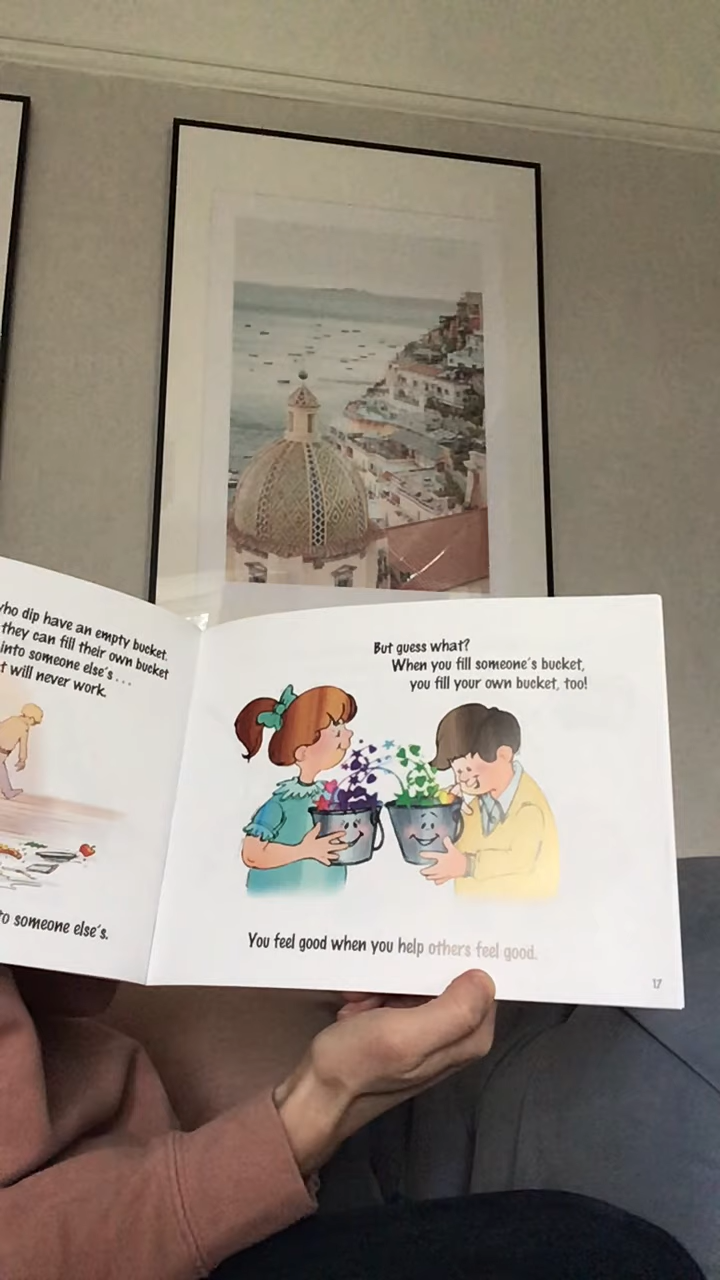 who dip have an empty bucket.
they can fill their own bucket
into someone else's...
t will never work.
to someone else's.
But guess what?
When you fill someone's bucket,
you fill your own bucket, too!
You feel good when you help others feel good.
17